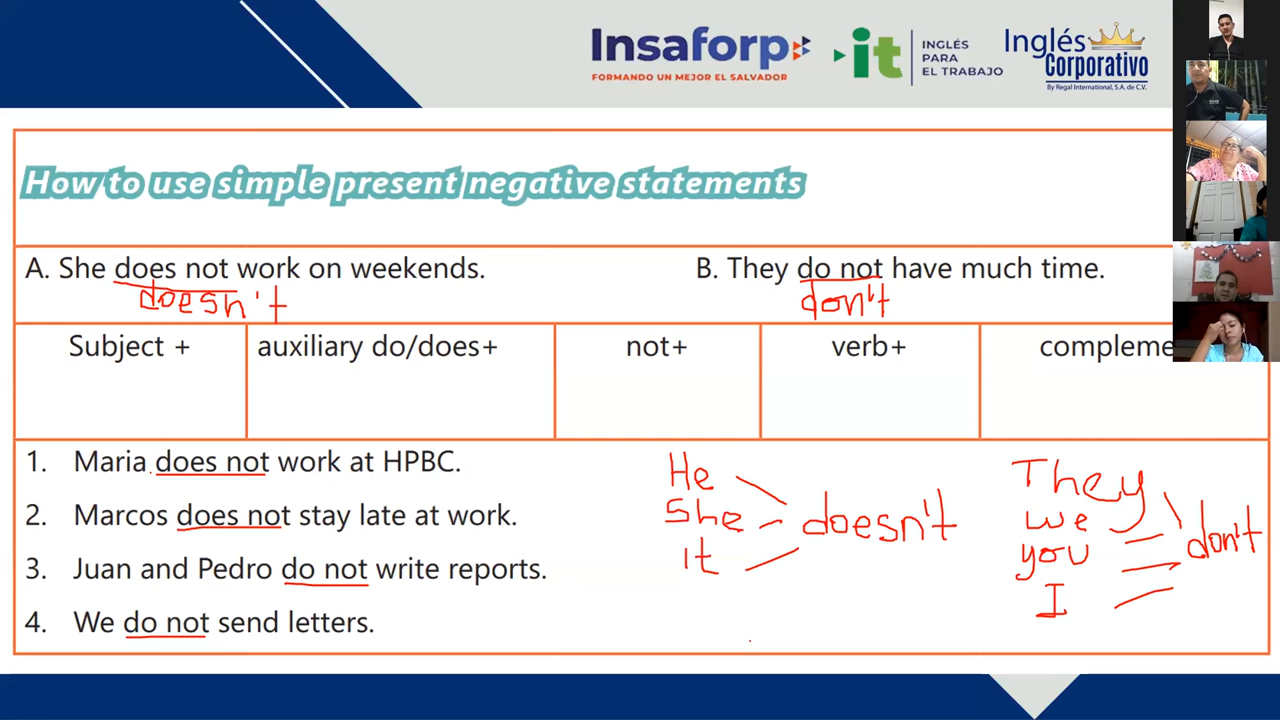 Insaforp
FORMANDO UN MEJOR EL SALVADOR
it
INGLÉS
PARA
EL TRABAJO
Inglés
Corporativo
By Regal International, S.A. de C.V.
How to use simple present negative statements
A. She does not work on weekends.
doesn't
B. They do not have much time.
don't
Subject +
auxiliary do/does+
not+
verb+
compleme
1. Maria does not work at HPBC.
2. Marcos does not stay late at work.
3. Juan and Pedro do not write reports.
4. We do not send letters.
He
She
It
doesn't
They
we
you
I
don't